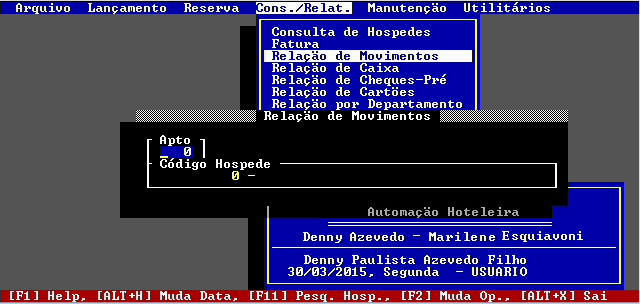 Arquivo Lançamento Reserva Cons./Relat. Manutenção Utilitários
Consulta de Hospedes
Fatura
Relação de Movimentos
Relação de Caixa
Relação de Cheques-Pré
Relação de Cartões
Relação por Departamento
Relação de Movimentos
Apto
0
Código Hospede
0 -
Automação Hoteleira
Denny Azevedo - Marilene Esquiavoni
Denny Paulista Azevedo Filho
30/03/2015, Segunda - USUARIO
[F1] Help, [ALT+H] Muda Data, [F11] Pesq. Hosp., [F2] Muda Op., [ALT+X] Sai